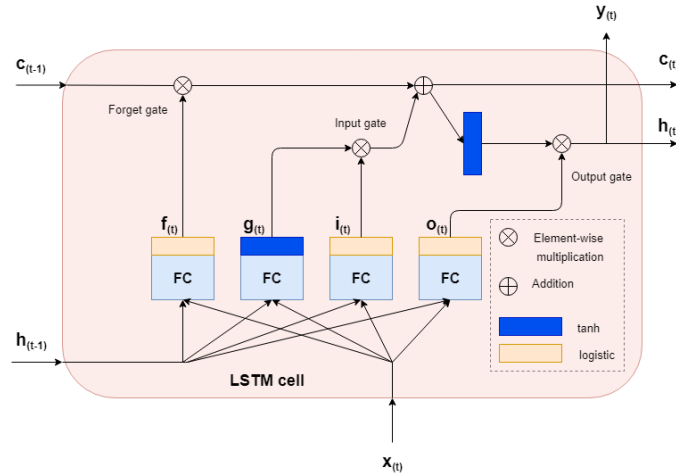 y(t)
c(t-1)
c(t
Forget gate
Input gate
h(t
Output gate
f(t)
g(t)
i(t)
o(t)
FC
FC
FC
FC
Element-wise
multiplication
Addition
tanh
logistic
h(t-1)
LSTM cell
x(t)